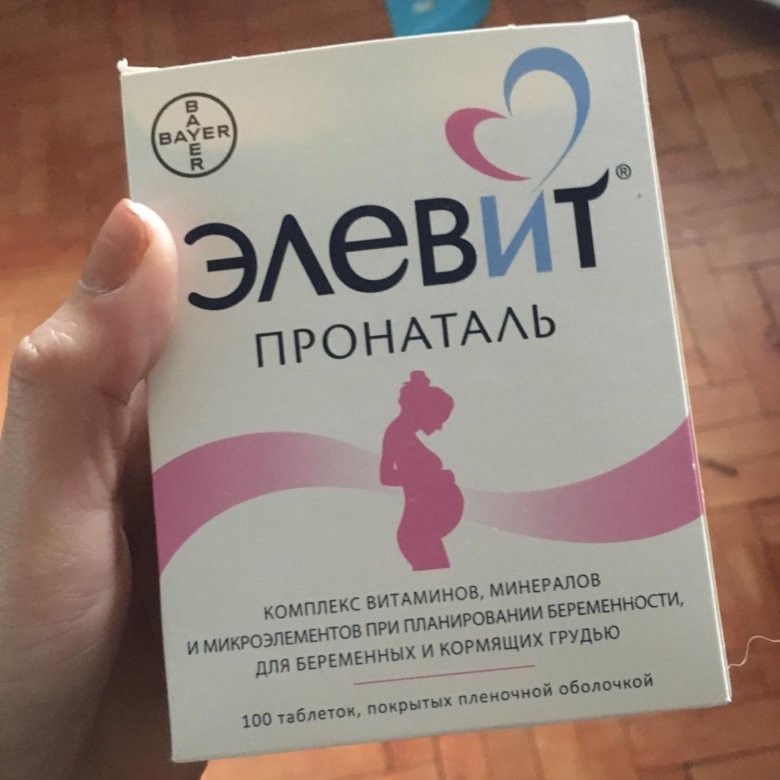 BAYER
BAYER
ЭЛЕВИТ®
ПРОНАТАЛЬ
КОМПЛЕКС ВИТАМИНОВ, МИНЕРАЛОВ
И МИКРОЭЛЕМЕНТОВ ПРИ ПЛАНИРОВАНИИ БЕРЕМЕННОСТИ,
ДЛЯ БЕРЕМЕННЫХ И КОРМЯЩИХ ГРУДЬЮ
100 таблеток, покрытых пленочной оболочкой